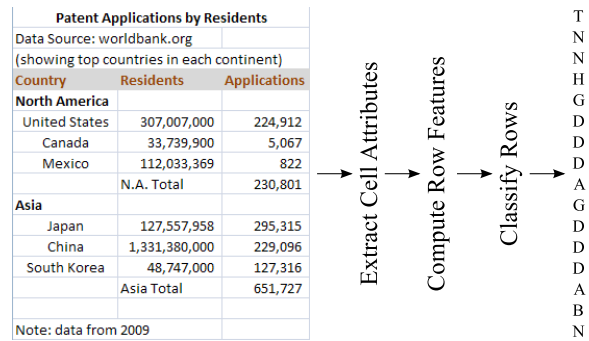 Patent Applications by Residents
Data Source: worldbank.org
(showing top countries in each continent)
Country Residents Applications
North America
United States 307,007,000 224,912
Canada 33,739,900 5,067
Mexico 112,033,369 822
N.A. Total 230,801
Asia
Japan 127,557,958 295,315
China 1,331,380,000 229,096
South Korea 48,747,000 127,316
Asia Total 651,727
Note: data from 2009
Extract Cell Attributes
Compute Row Features
Classify Rows
T
N
N
H
G
D
D
D
A
G
D
D
D
A
B
N